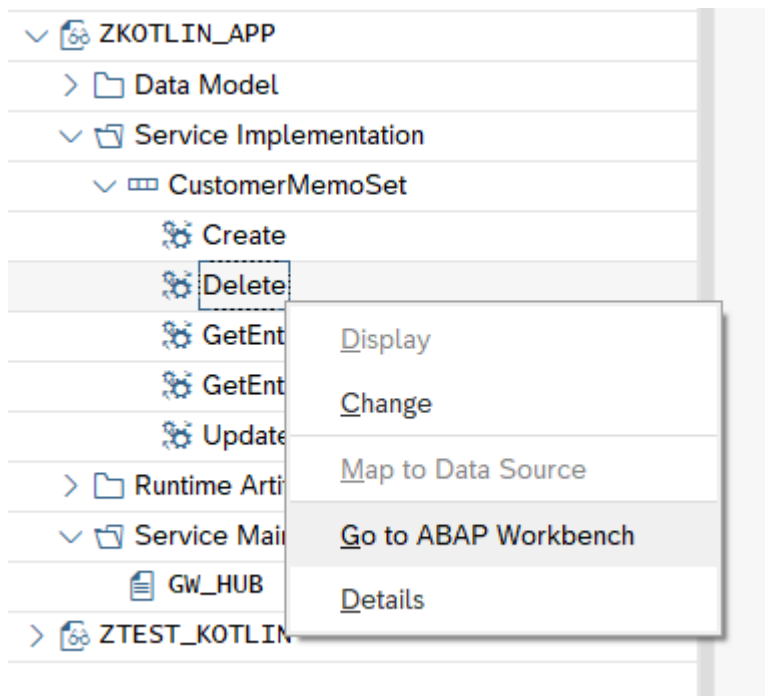 ZKOTLIN_APP
Data Model
Service Implementation
CustomerMemoSet
Create
Delete
GetEnt
GetEnt
Update
Runtime Arti
Service Mai
GW_HUB
ZTEST_KOTLIN
Display
Change
Map to Data Source
Go to ABAP Workbench
Details